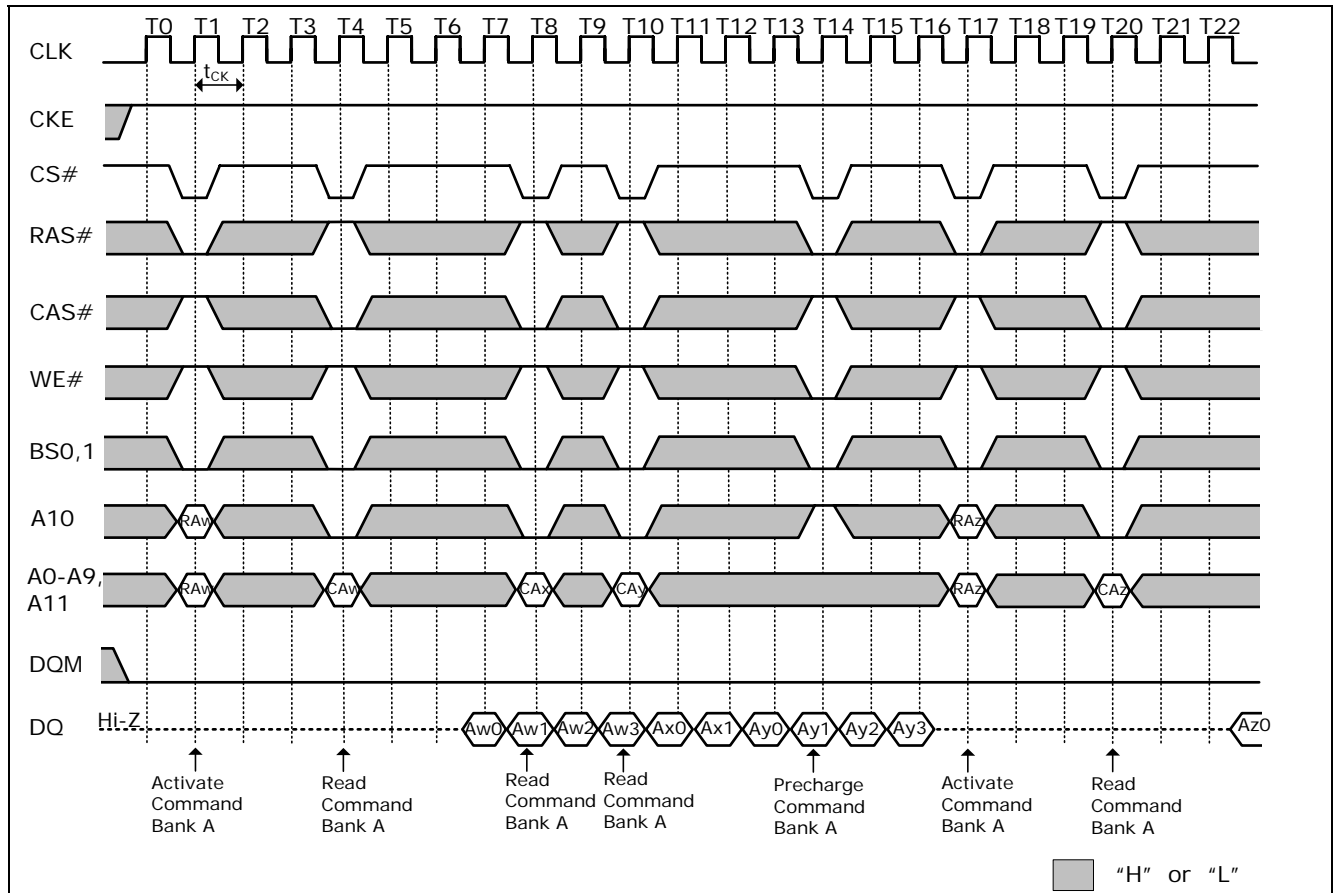 T0 T1 T2 T3 T4 T5 T6 T7 T8 T9 T10 T11 T12 T13 T14 T15 T16 T17 T18 T19 T20 T21 T22
CLK
tCK
CKE
CS#
RAS#
CAS#
WE#
BS0,1
A10 RAw RAz
A0-A9,
A11 RAw CAw CAx CAy RAz CAz
DQM
DQ Hi-Z Aw0 Aw1 Aw2 Aw3 Ax0 Ax1 Ay0 Ay1 Ay2 Ay3 Az0
Activate
Command
Bank A
Read
Command
Bank A
Read
Command
Bank A
Read
Command
Bank A
Precharge
Command
Bank A
Activate
Command
Bank A
Read
Command
Bank A
"H" or "L"